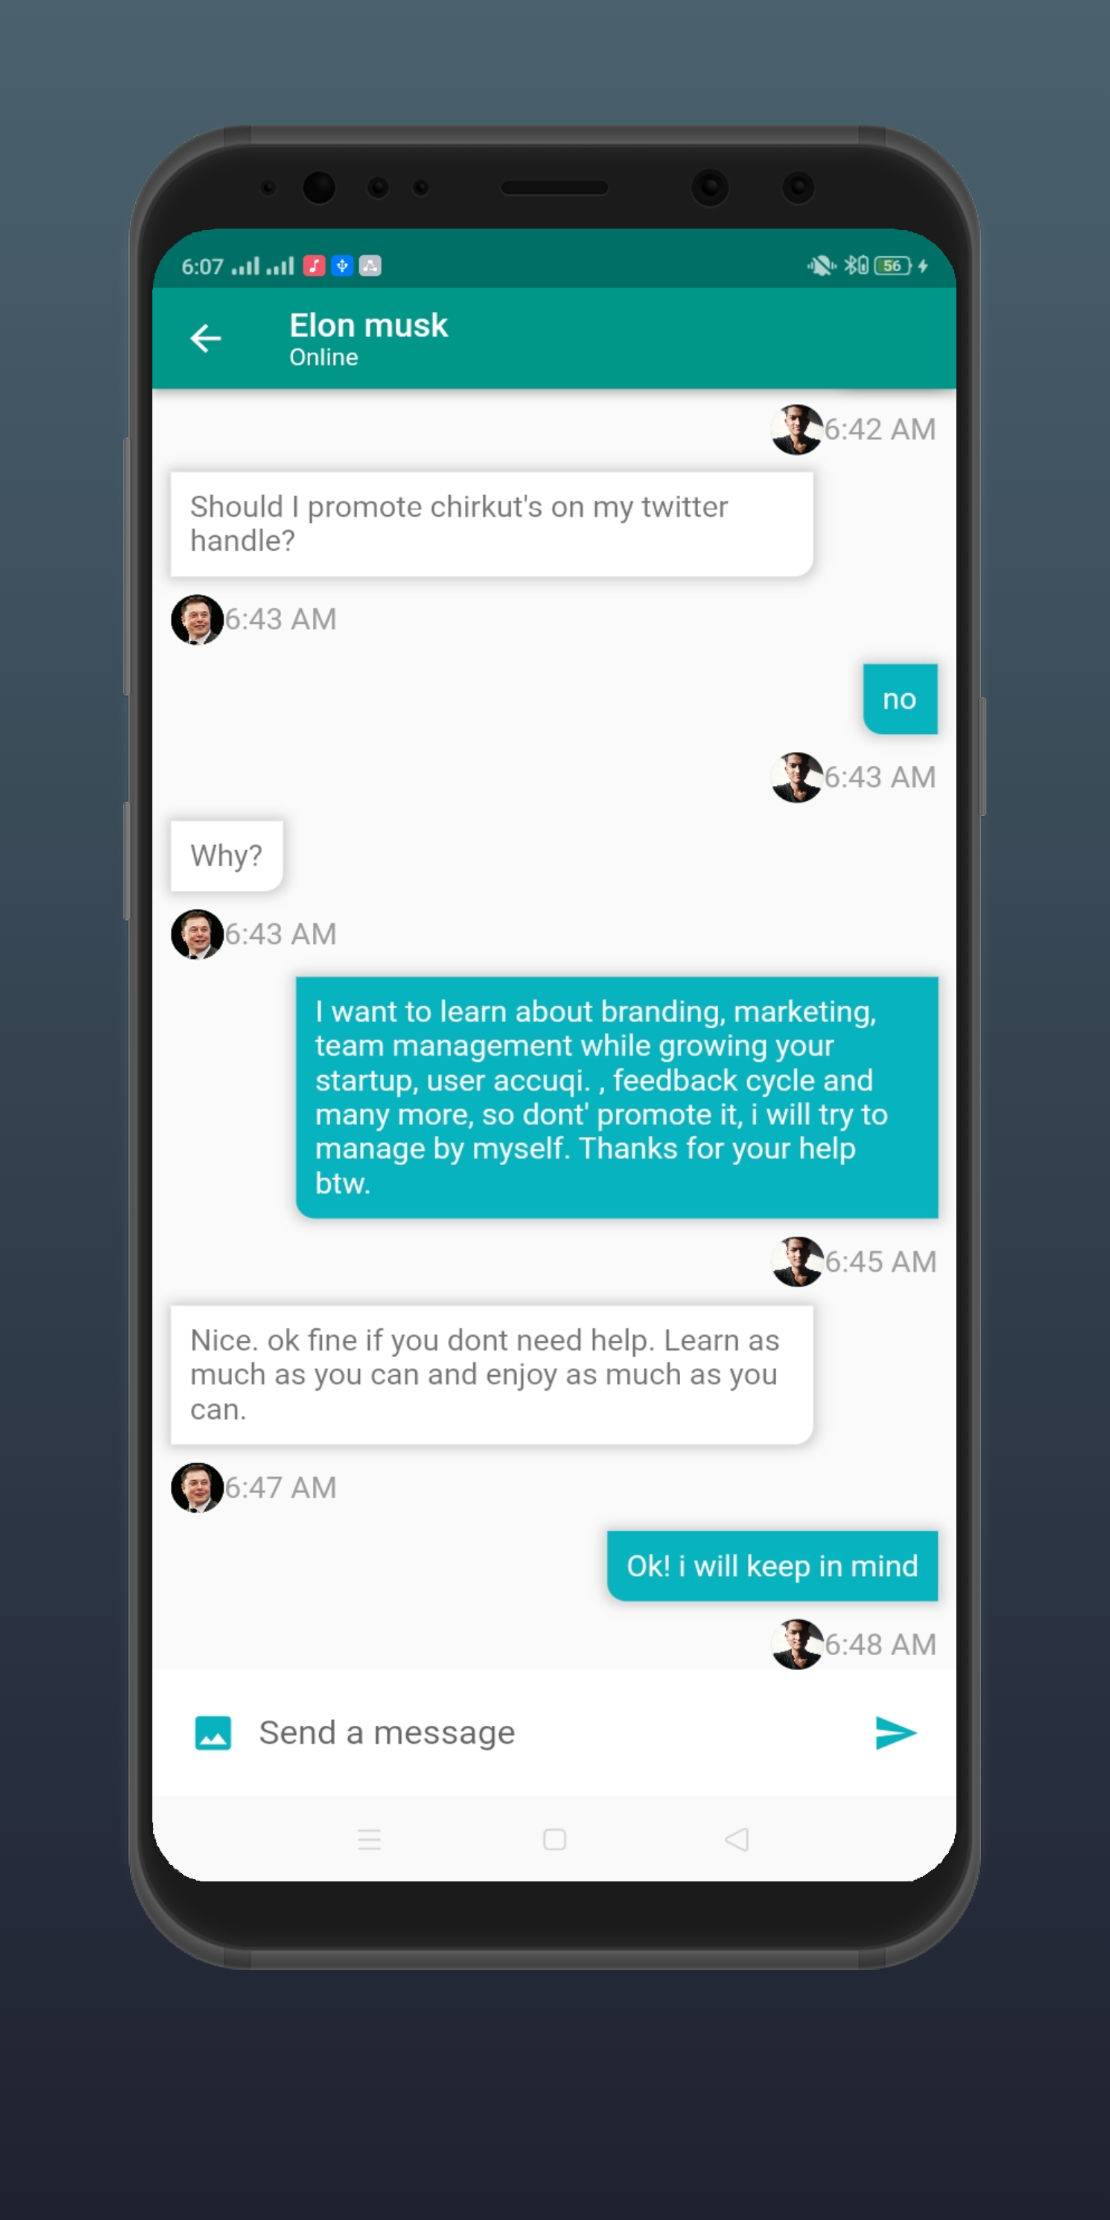 6:07 56
Elon musk
Online
6:42 AM
Should I promote chirkut's on my twitter
handle?
6:43 AM
no
6:43 AM
Why?
6:43 AM
I want to learn about branding, marketing,
team management while growing your
startup, user accuqi. , feedback cycle and
many more, so dont' promote it, i will try to
manage by myself. Thanks for your help
btw.
6:45 AM
Nice. ok fine if you dont need help. Learn as
much as you can and enjoy as much as you
can.
6:47 AM
Ok! i will keep in mind
6:48 AM
Send a message